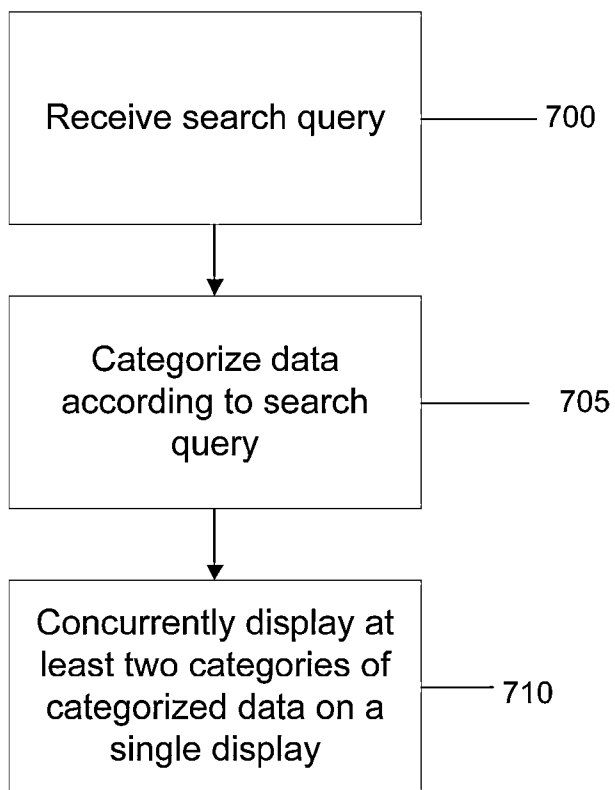 Receive search query
700
Categorize data
according to search
query
705
Concurrently display at
least two categories of
categorized data on a
single display
710